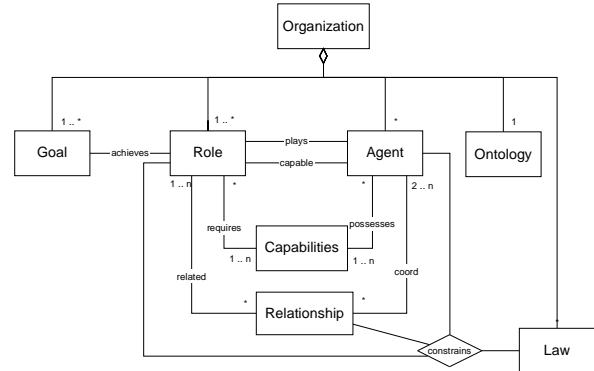 Organization
1 .. *
1 .. *
*
1
Goal
achieves
Role
plays
capable
Agent
Ontology
1 .. n
*
*
2 .. n
requires
possesses
Capabilities
1 .. n
1 .. n
related
coord
*
Relationship
*
*
constrains
Law